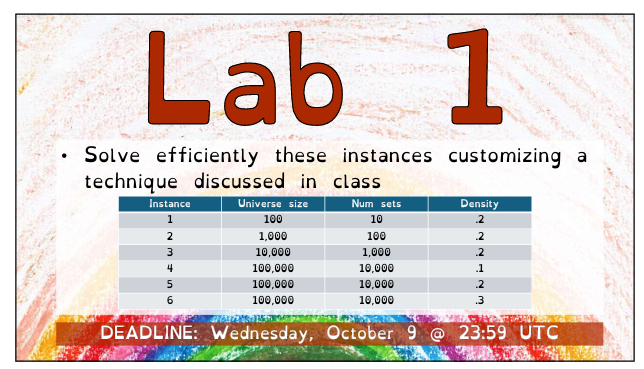 Lab 1
• Solve efficiently these instances customizing a
technique discussed in class
Instance Universe size Num sets Density
1 100 10 .2
2 1,000 100 .2
3 10,000 1,000 .2
4 100,000 10,000 .1
5 100,000 10,000 .2
6 100,000 10,000 .3
DEADLINE: Wednesday, October 9 @ 23:59 UTC